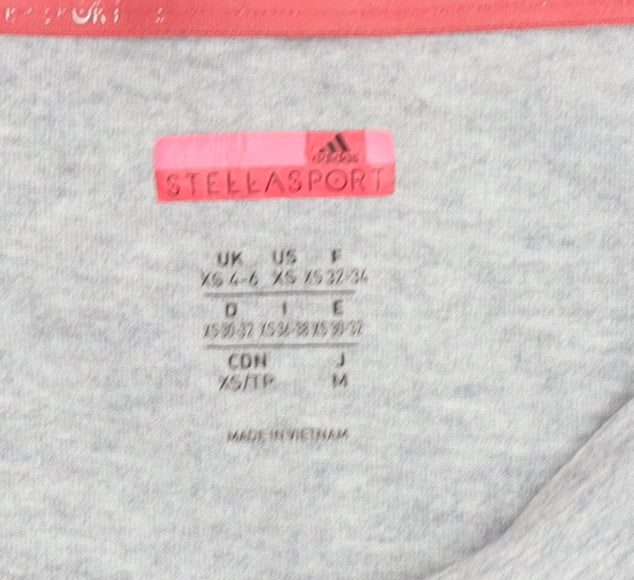 adidas
STELLASPORT
UK US F
XS 4-6 XS XS 32-34
D I E
XS 30-32 XS 36-38 XS 30-32
CDN J
XS/TP M
MADE IN VIETNAM